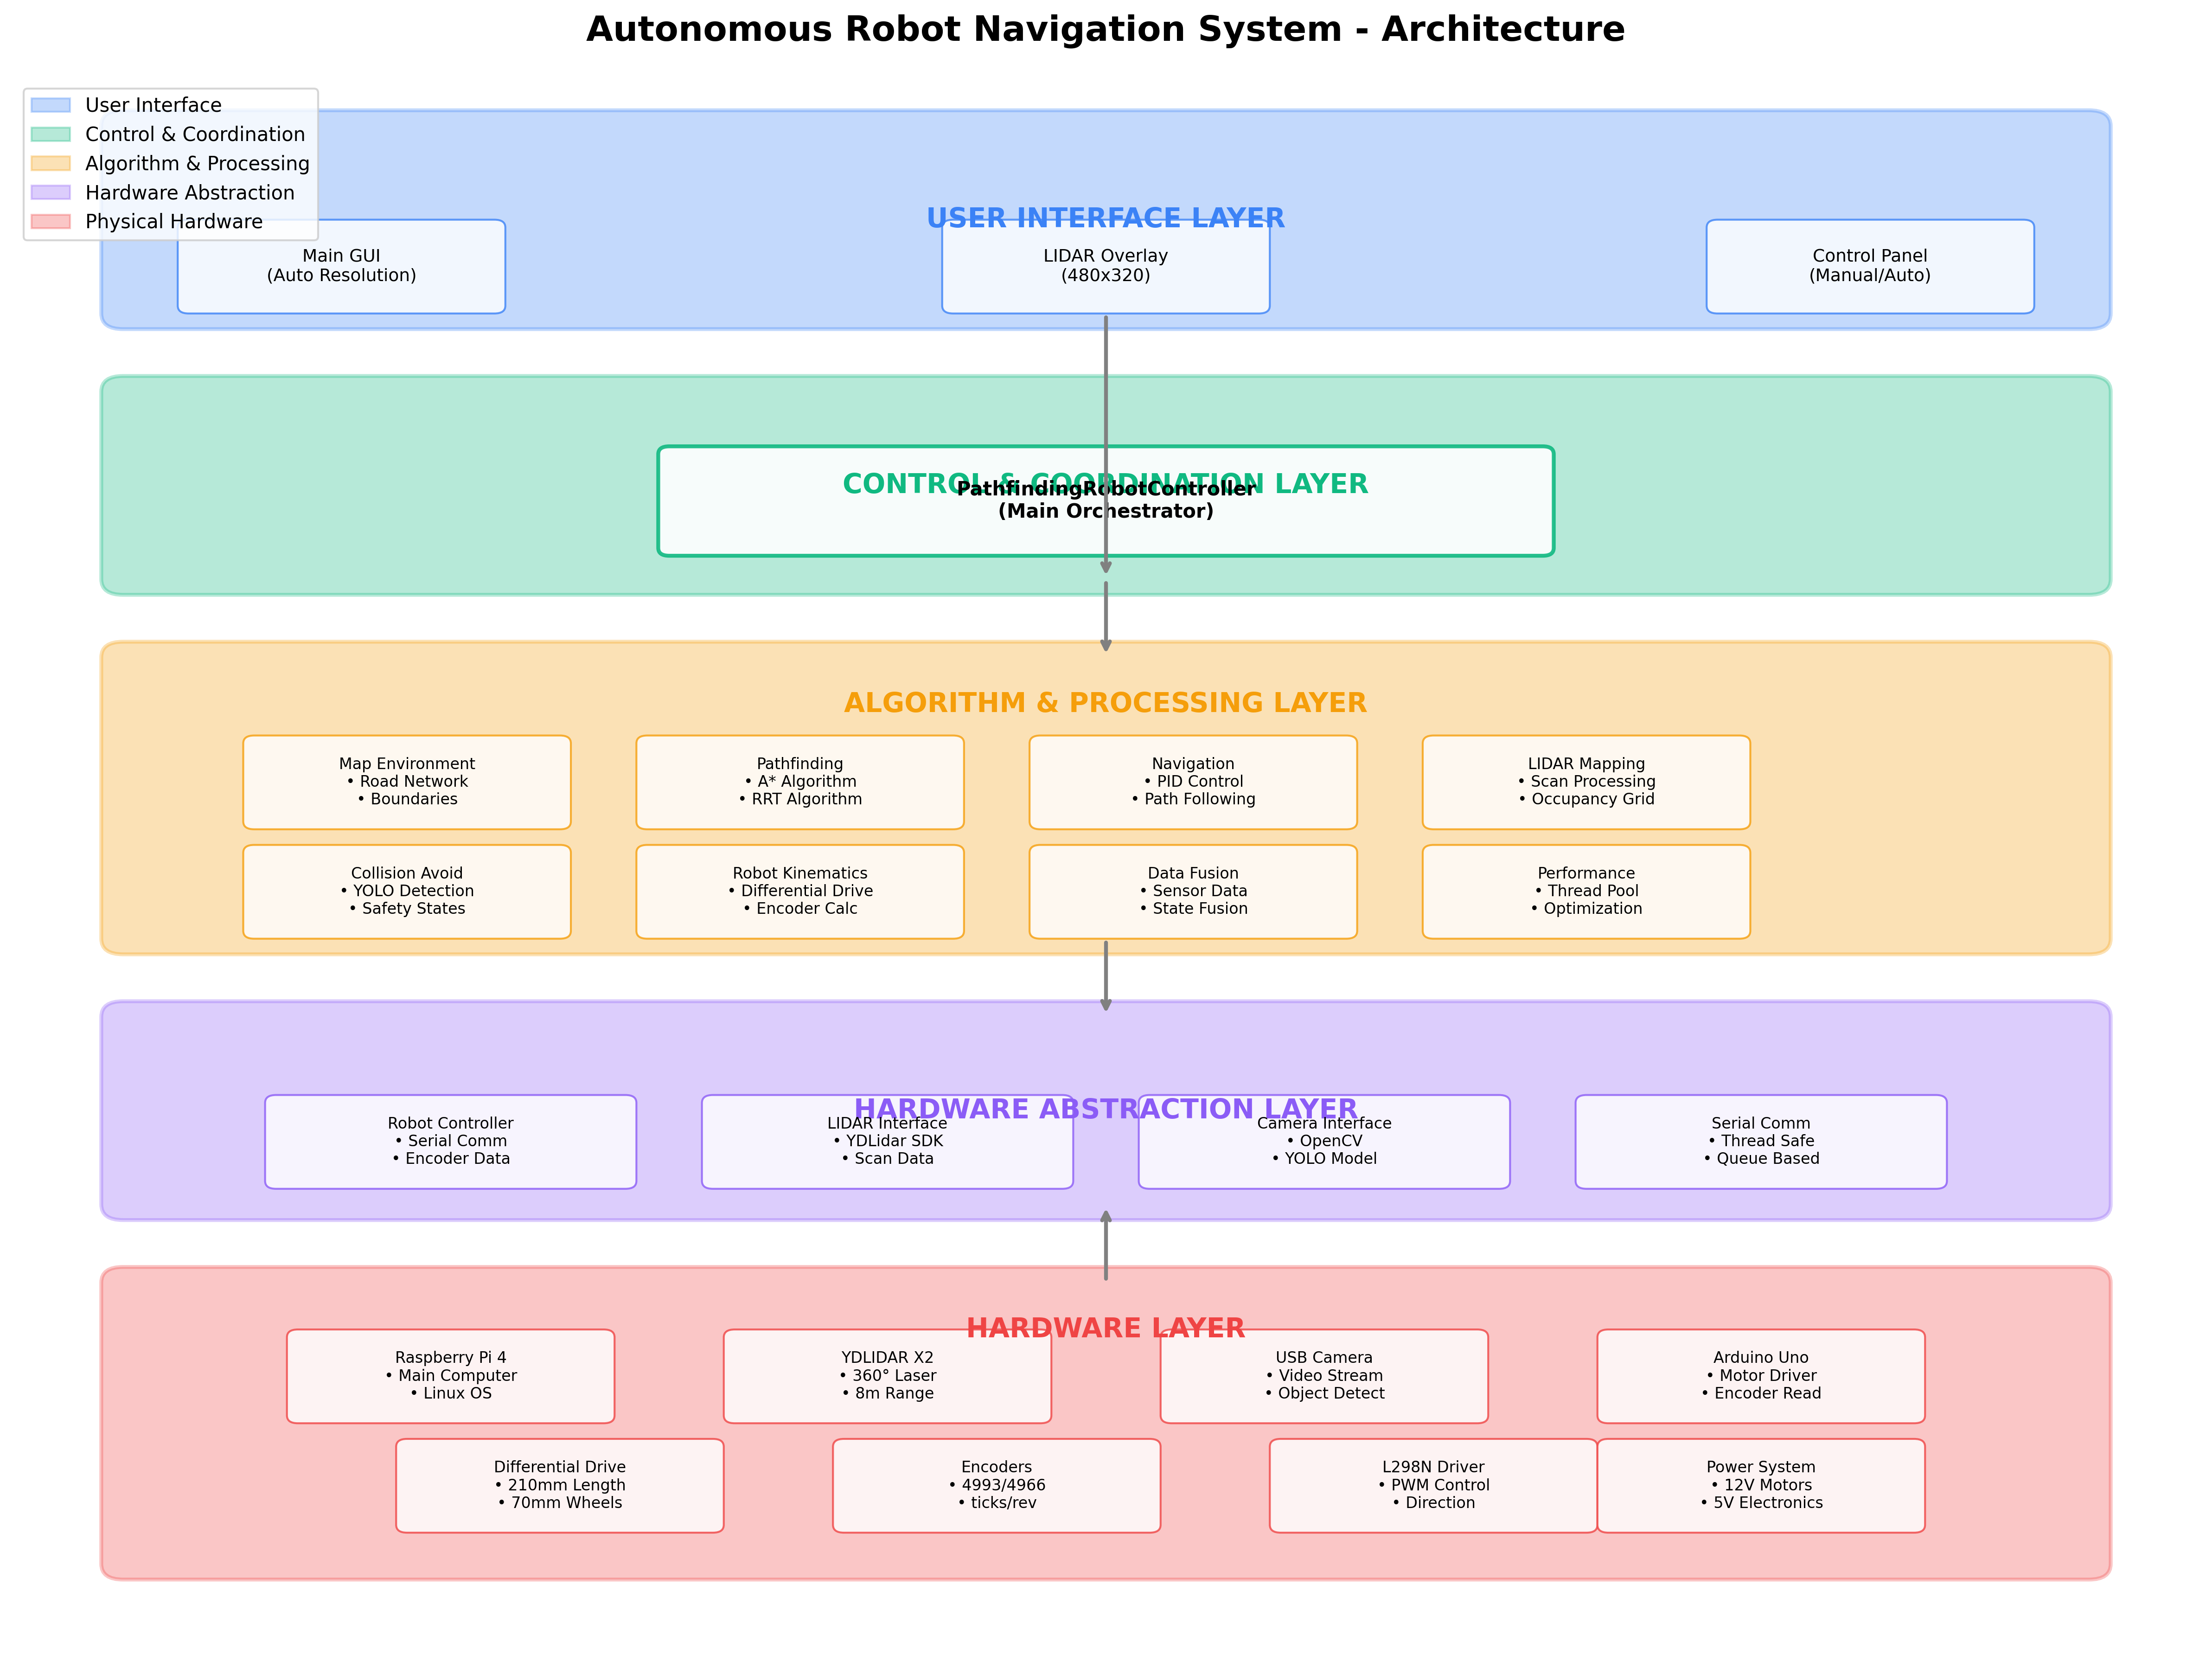 Autonomous Robot Navigation System - Architecture
User Interface
Control & Coordination
Algorithm & Processing
Hardware Abstraction
Physical Hardware
USER INTERFACE LAYER
Main GUI
(Auto Resolution)
LIDAR Overlay
(480x320)
Control Panel
(Manual/Auto)
CONTROL & COORDINATION LAYER
PathfindingRobotController
(Main Orchestrator)
ALGORITHM & PROCESSING LAYER
Map Environment
• Road Network
• Boundaries
Pathfinding
• A* Algorithm
• RRT Algorithm
Navigation
• PID Control
• Path Following
LIDAR Mapping
• Scan Processing
• Occupancy Grid
Collision Avoid
• YOLO Detection
• Safety States
Robot Kinematics
• Differential Drive
• Encoder Calc
Data Fusion
• Sensor Data
• State Fusion
Performance
• Thread Pool
• Optimization
HARDWARE ABSTRACTION LAYER
Robot Controller
• Serial Comm
• Encoder Data
LIDAR Interface
• YDLidar SDK
• Scan Data
Camera Interface
• OpenCV
• YOLO Model
Serial Comm
• Thread Safe
• Queue Based
HARDWARE LAYER
Raspberry Pi 4
• Main Computer
• Linux OS
YDLIDAR X2
• 360° Laser
• 8m Range
USB Camera
• Video Stream
• Object Detect
Arduino Uno
• Motor Driver
• Encoder Read
Differential Drive
• 210mm Length
• 70mm Wheels
Encoders
• 4993/4966
• ticks/rev
L298N Driver
• PWM Control
• Direction
Power System
• 12V Motors
• 5V Electronics